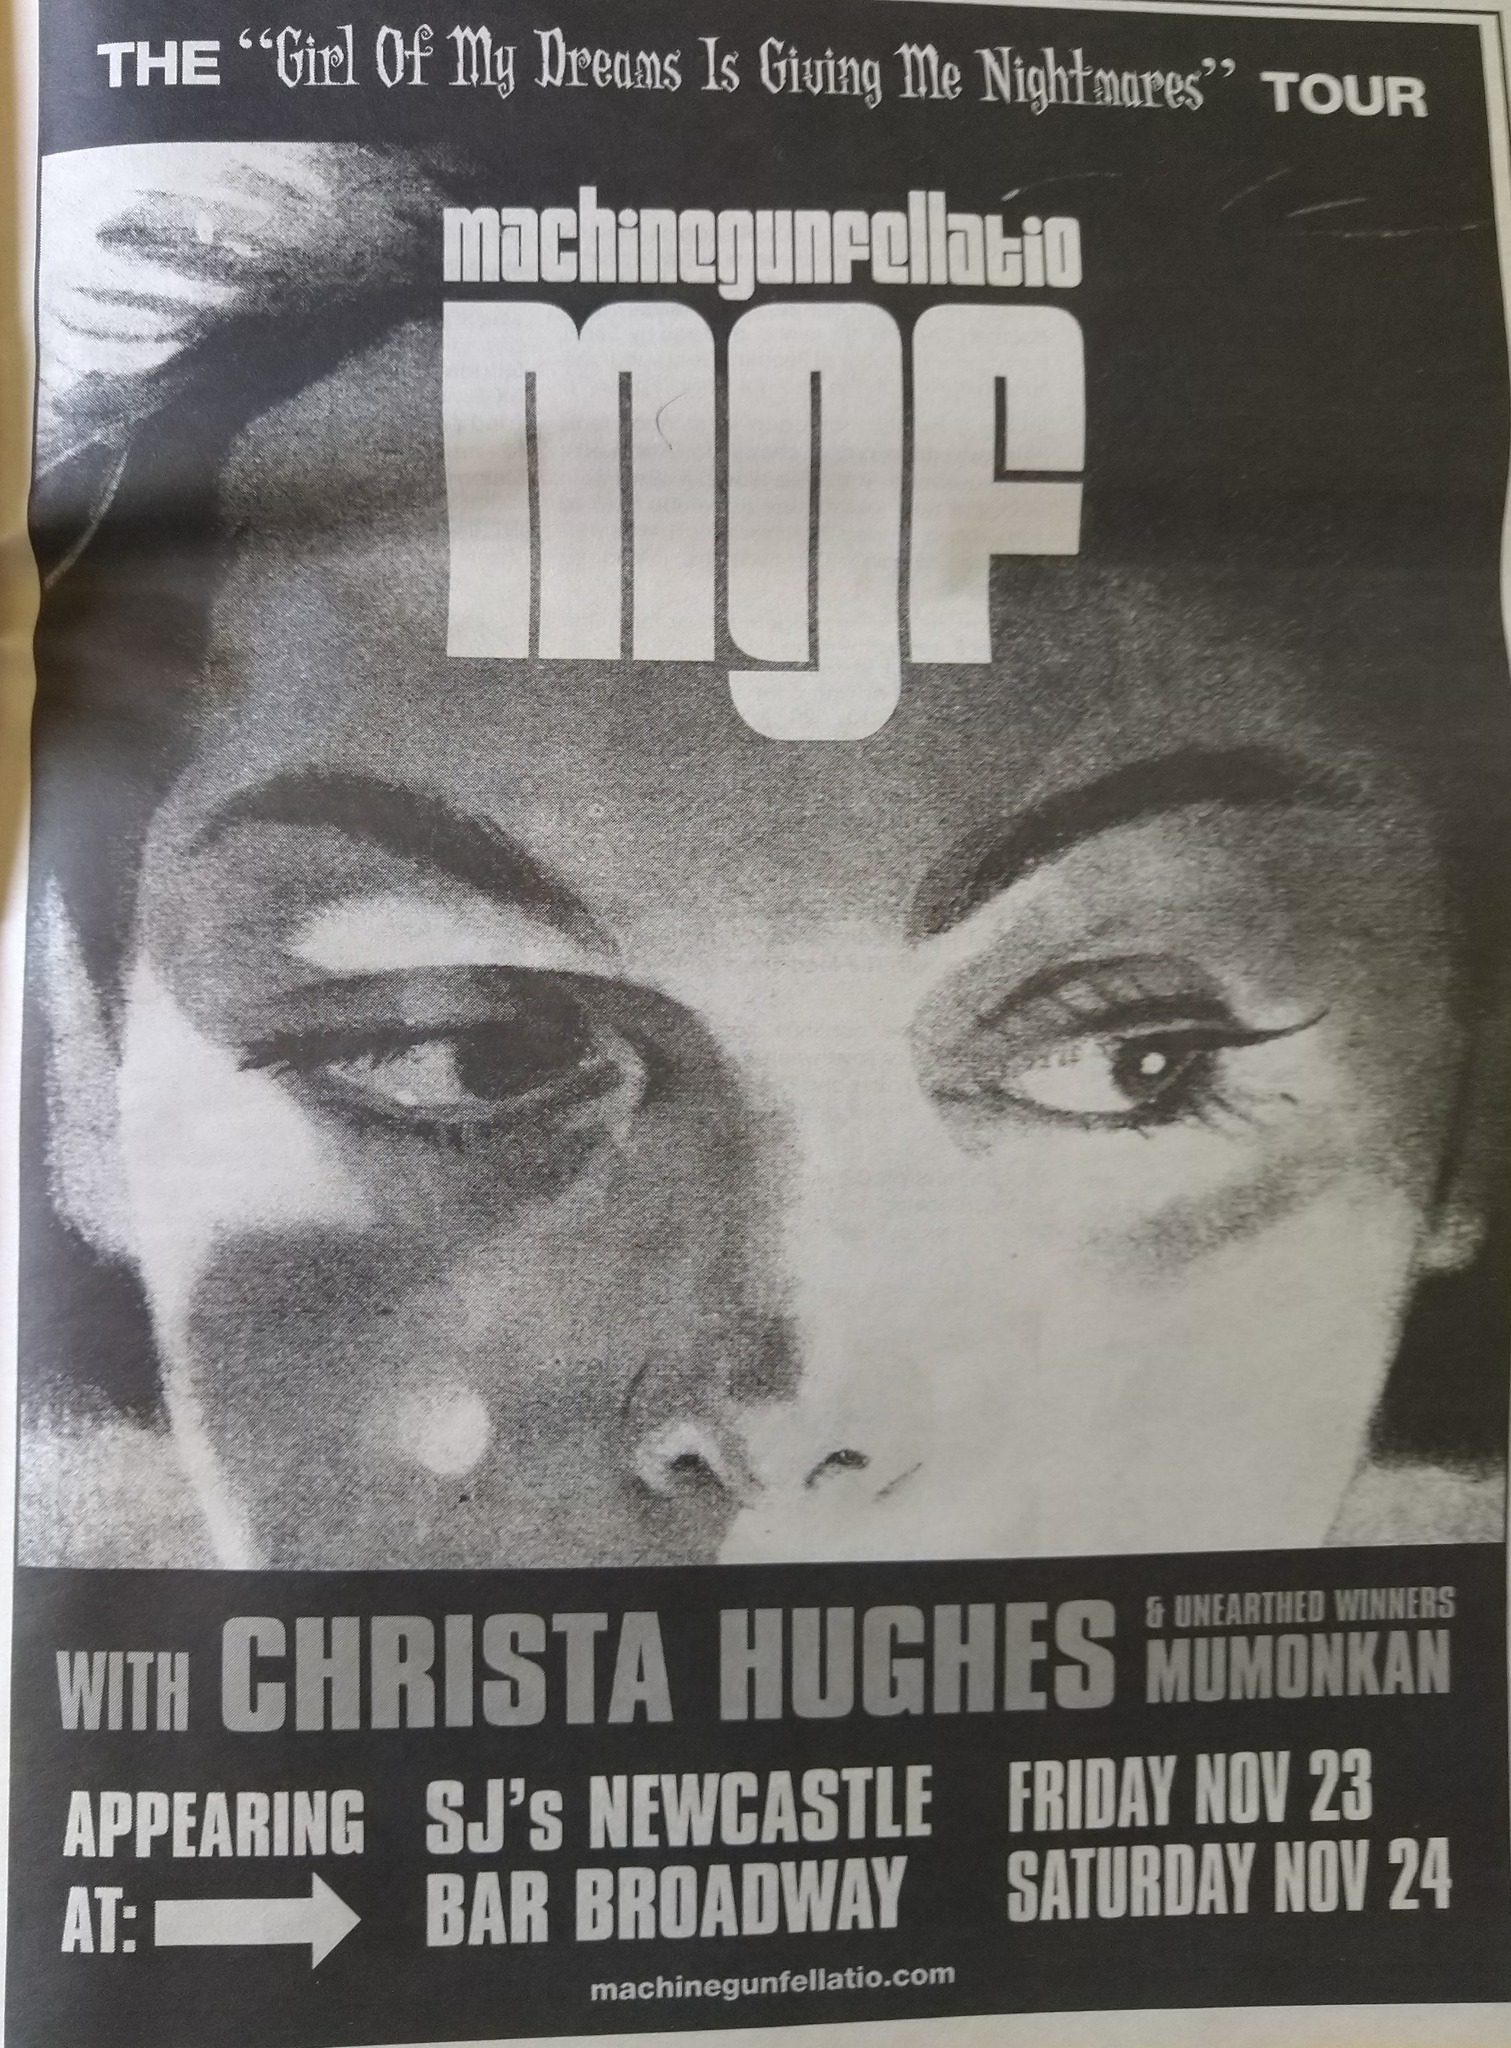 THE “Girl Of My Dreams Is Giving Me Nightmares” TOUR
machinegunfellatio
mgf
WITH CHRISTA HUGHES & UNEARTHED WINNERS
MUMONKAN
APPEARING AT:
SJ's NEWCASTLE FRIDAY NOV 23
BAR BROADWAY SATURDAY NOV 24
machinegunfellatio.com